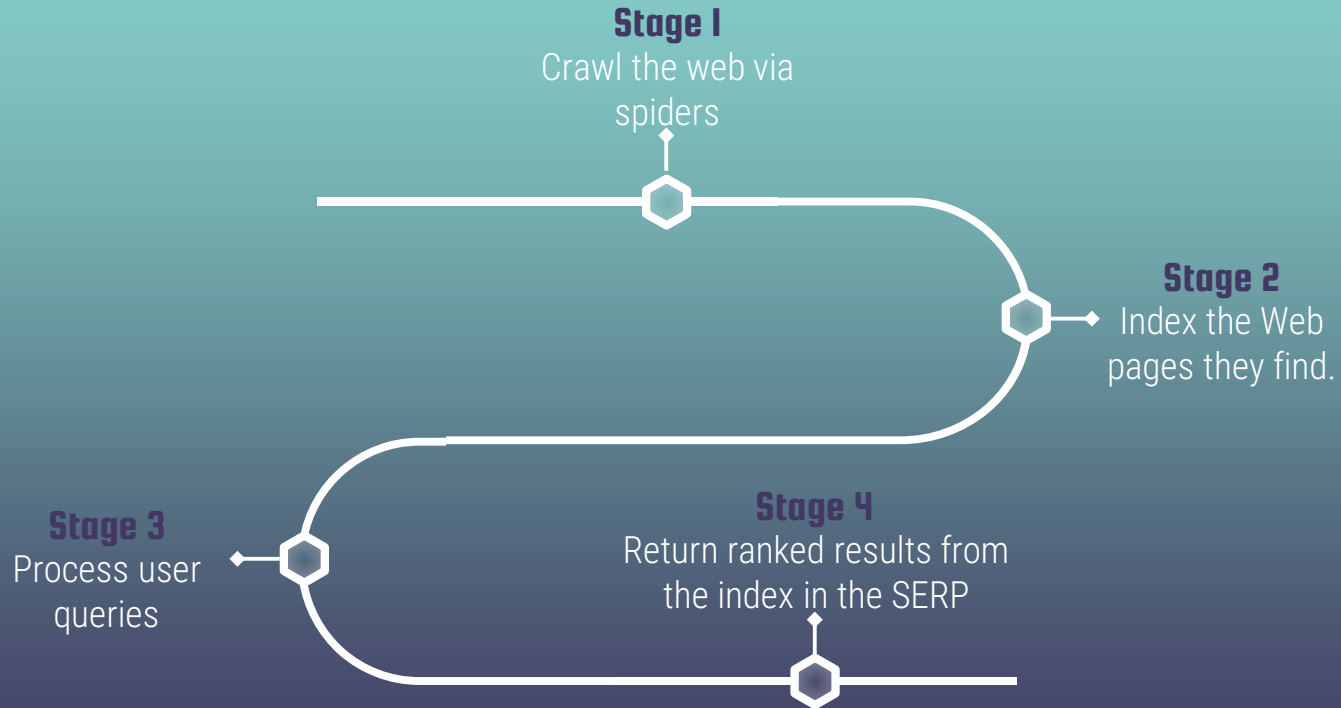 Stage 1
Crawl the web via
spiders
Stage 2
Index the Web
pages they find.
Stage 3
Process user
queries
Stage 4
Return ranked results from
the index in the SERP